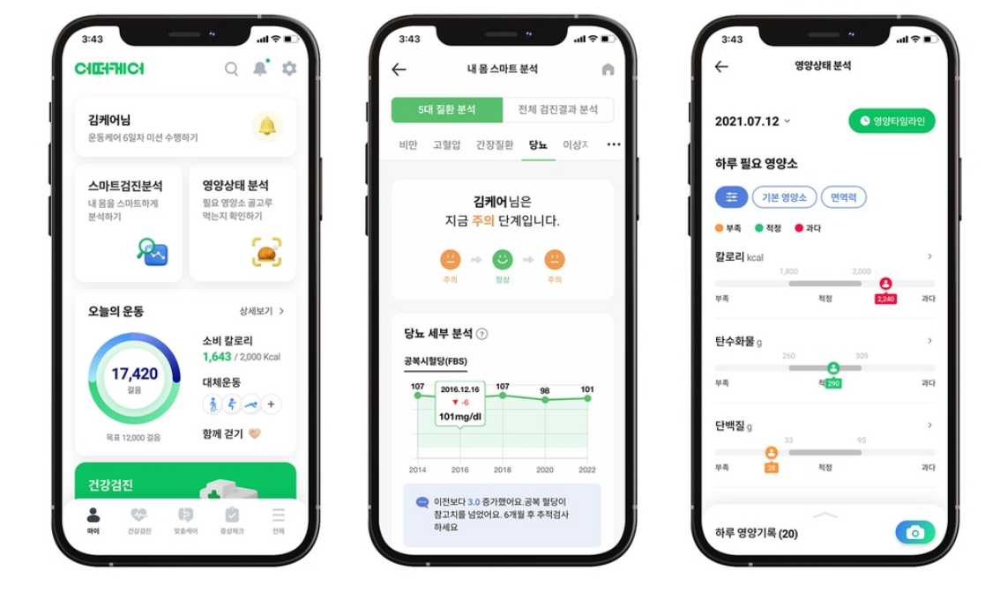 3:43
어떠케어
김케어님
운동케어 6일차 미션 수행하기
스마트검진분석
내 몸을 스마트하게
분석하기
영양상태 분석
필요 영양소 골고루
먹는지 확인하기
오늘의 운동
상세보기 >
17,420
걸음
목표 12,000 걸음
소비 칼로리
1,643 / 2,000 Kcal
대체운동
함께 걷기
건강검진
마이
건강검진
맞춤케어
증상체크
전체
3:43
내 몸 스마트 분석
5대 질환 분석
전체 검진결과 분석
비만
고혈압
간장질환
당뇨
이상지
김케어님은
지금 주의 단계입니다.
주의
정상
주의
당뇨 세부 분석 ?
공복시혈당(FBS)
107
2016.12.16
▼ -6
101mg/dl
107
98
101
2014
2016
2018
2020
2022
이전보다 3.0 증가했어요.공복 혈당이
참고치를 넘었어요. 6개월 후 추적검사
하세요
3:43
영양상태 분석
2021.07.12
영양타임라인
하루 필요 영양소
기본 영양소
면역력
부족
적정
과다
칼로리 kcal
1,800
2,000
2,240
부족
적정
과다
탄수화물 g
260
309
290
부족
적
과다
단백질 g
33
95
28
부족
적정
과다
하루 영양기록 (20)